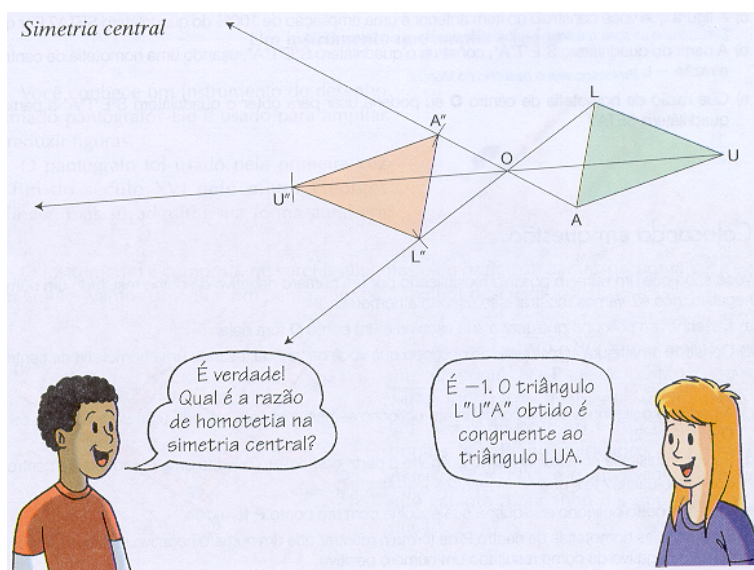 Simetria central
L
A"
O
U
U"
A
L"
É verdade!
Qual é a razão
de homotetia na
simetria central?
É −1. O triângulo
L"U"A" obtido é
congruente ao
triângulo LUA.